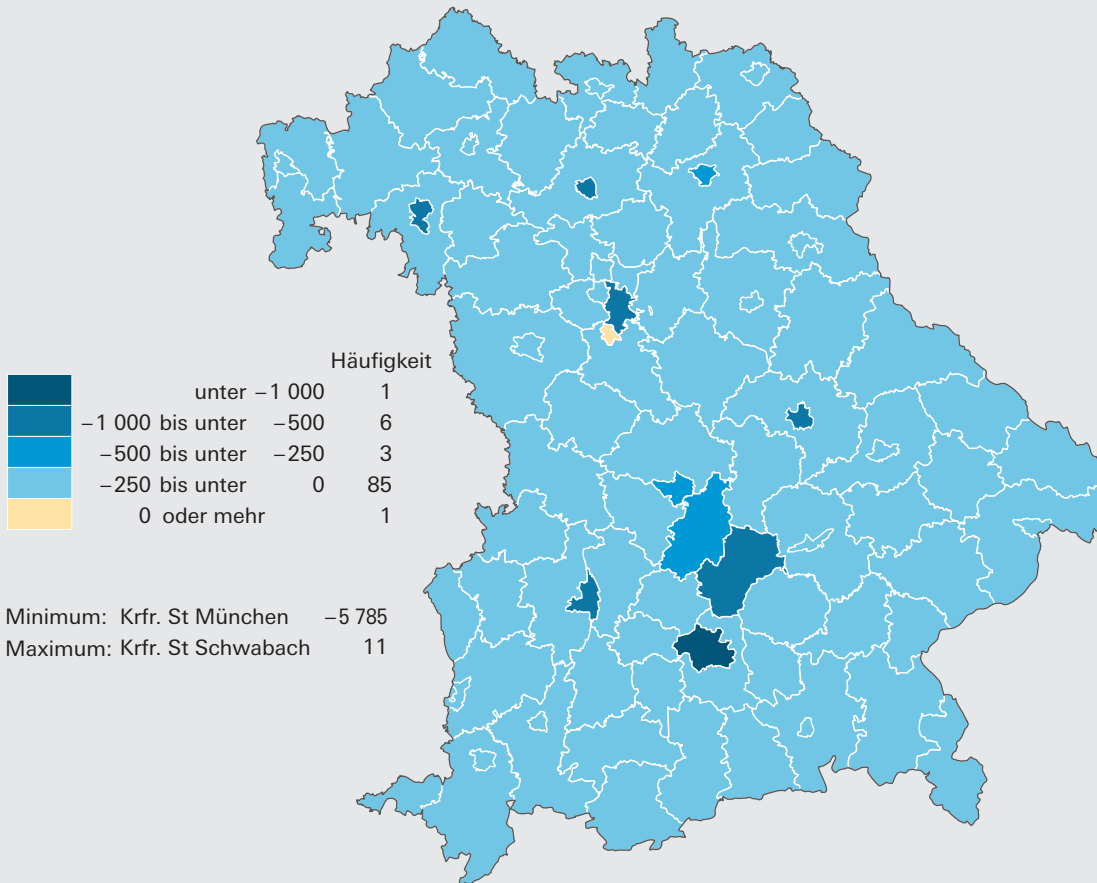 Häufigkeit
unter –1 000 1
–1 000 bis unter –500 6
–500 bis unter –250 3
–250 bis unter 0 85
0 oder mehr 1
Minimum: Krfr. St München –5 785
Maximum: Krfr. St Schwabach 11